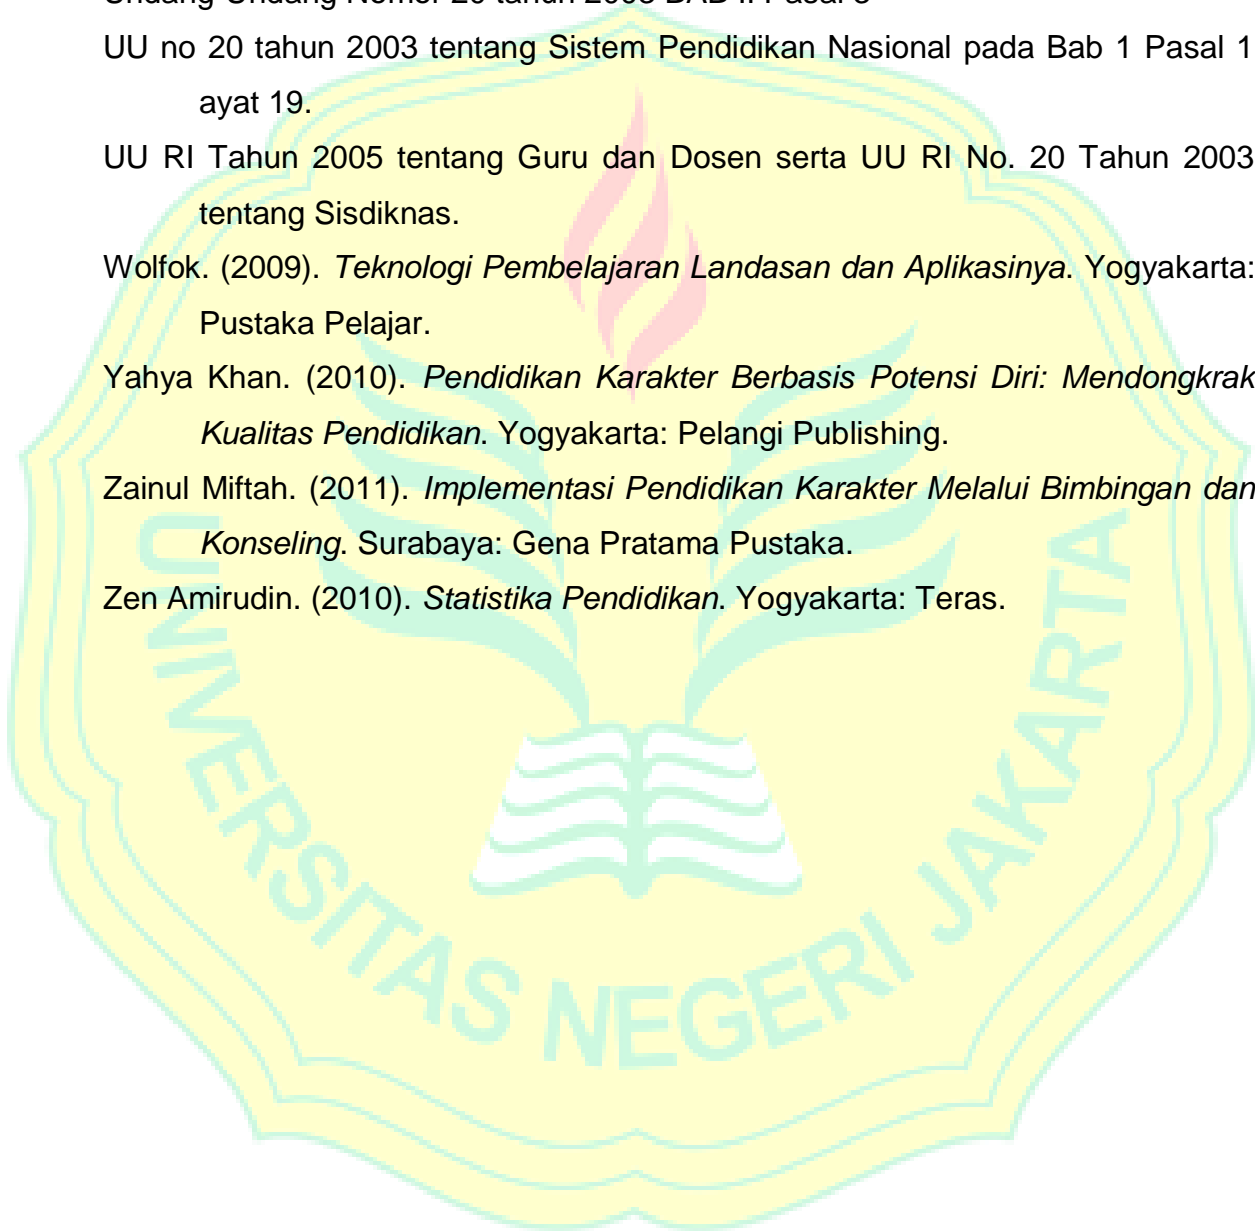 UU no 20 tahun 2003 tentang Sistem Pendidikan Nasional pada Bab 1 Pasal 1
ayat 19.
UU RI Tahun 2005 tentang Guru dan Dosen serta UU RI No. 20 Tahun 2003
tentang Sisdiknas.
Wolfok. (2009). Teknologi Pembelajaran Landasan dan Aplikasinya. Yogyakarta:
Pustaka Pelajar.
Yahya Khan. (2010). Pendidikan Karakter Berbasis Potensi Diri: Mendongkrak
Kualitas Pendidikan. Yogyakarta: Pelangi Publishing.
Zainul Miftah. (2011). Implementasi Pendidikan Karakter Melalui Bimbingan dan
Konseling. Surabaya: Gena Pratama Pustaka.
Zen Amirudin. (2010). Statistika Pendidikan. Yogyakarta: Teras.
UNIVERSITAS NEGERI JAKARTA